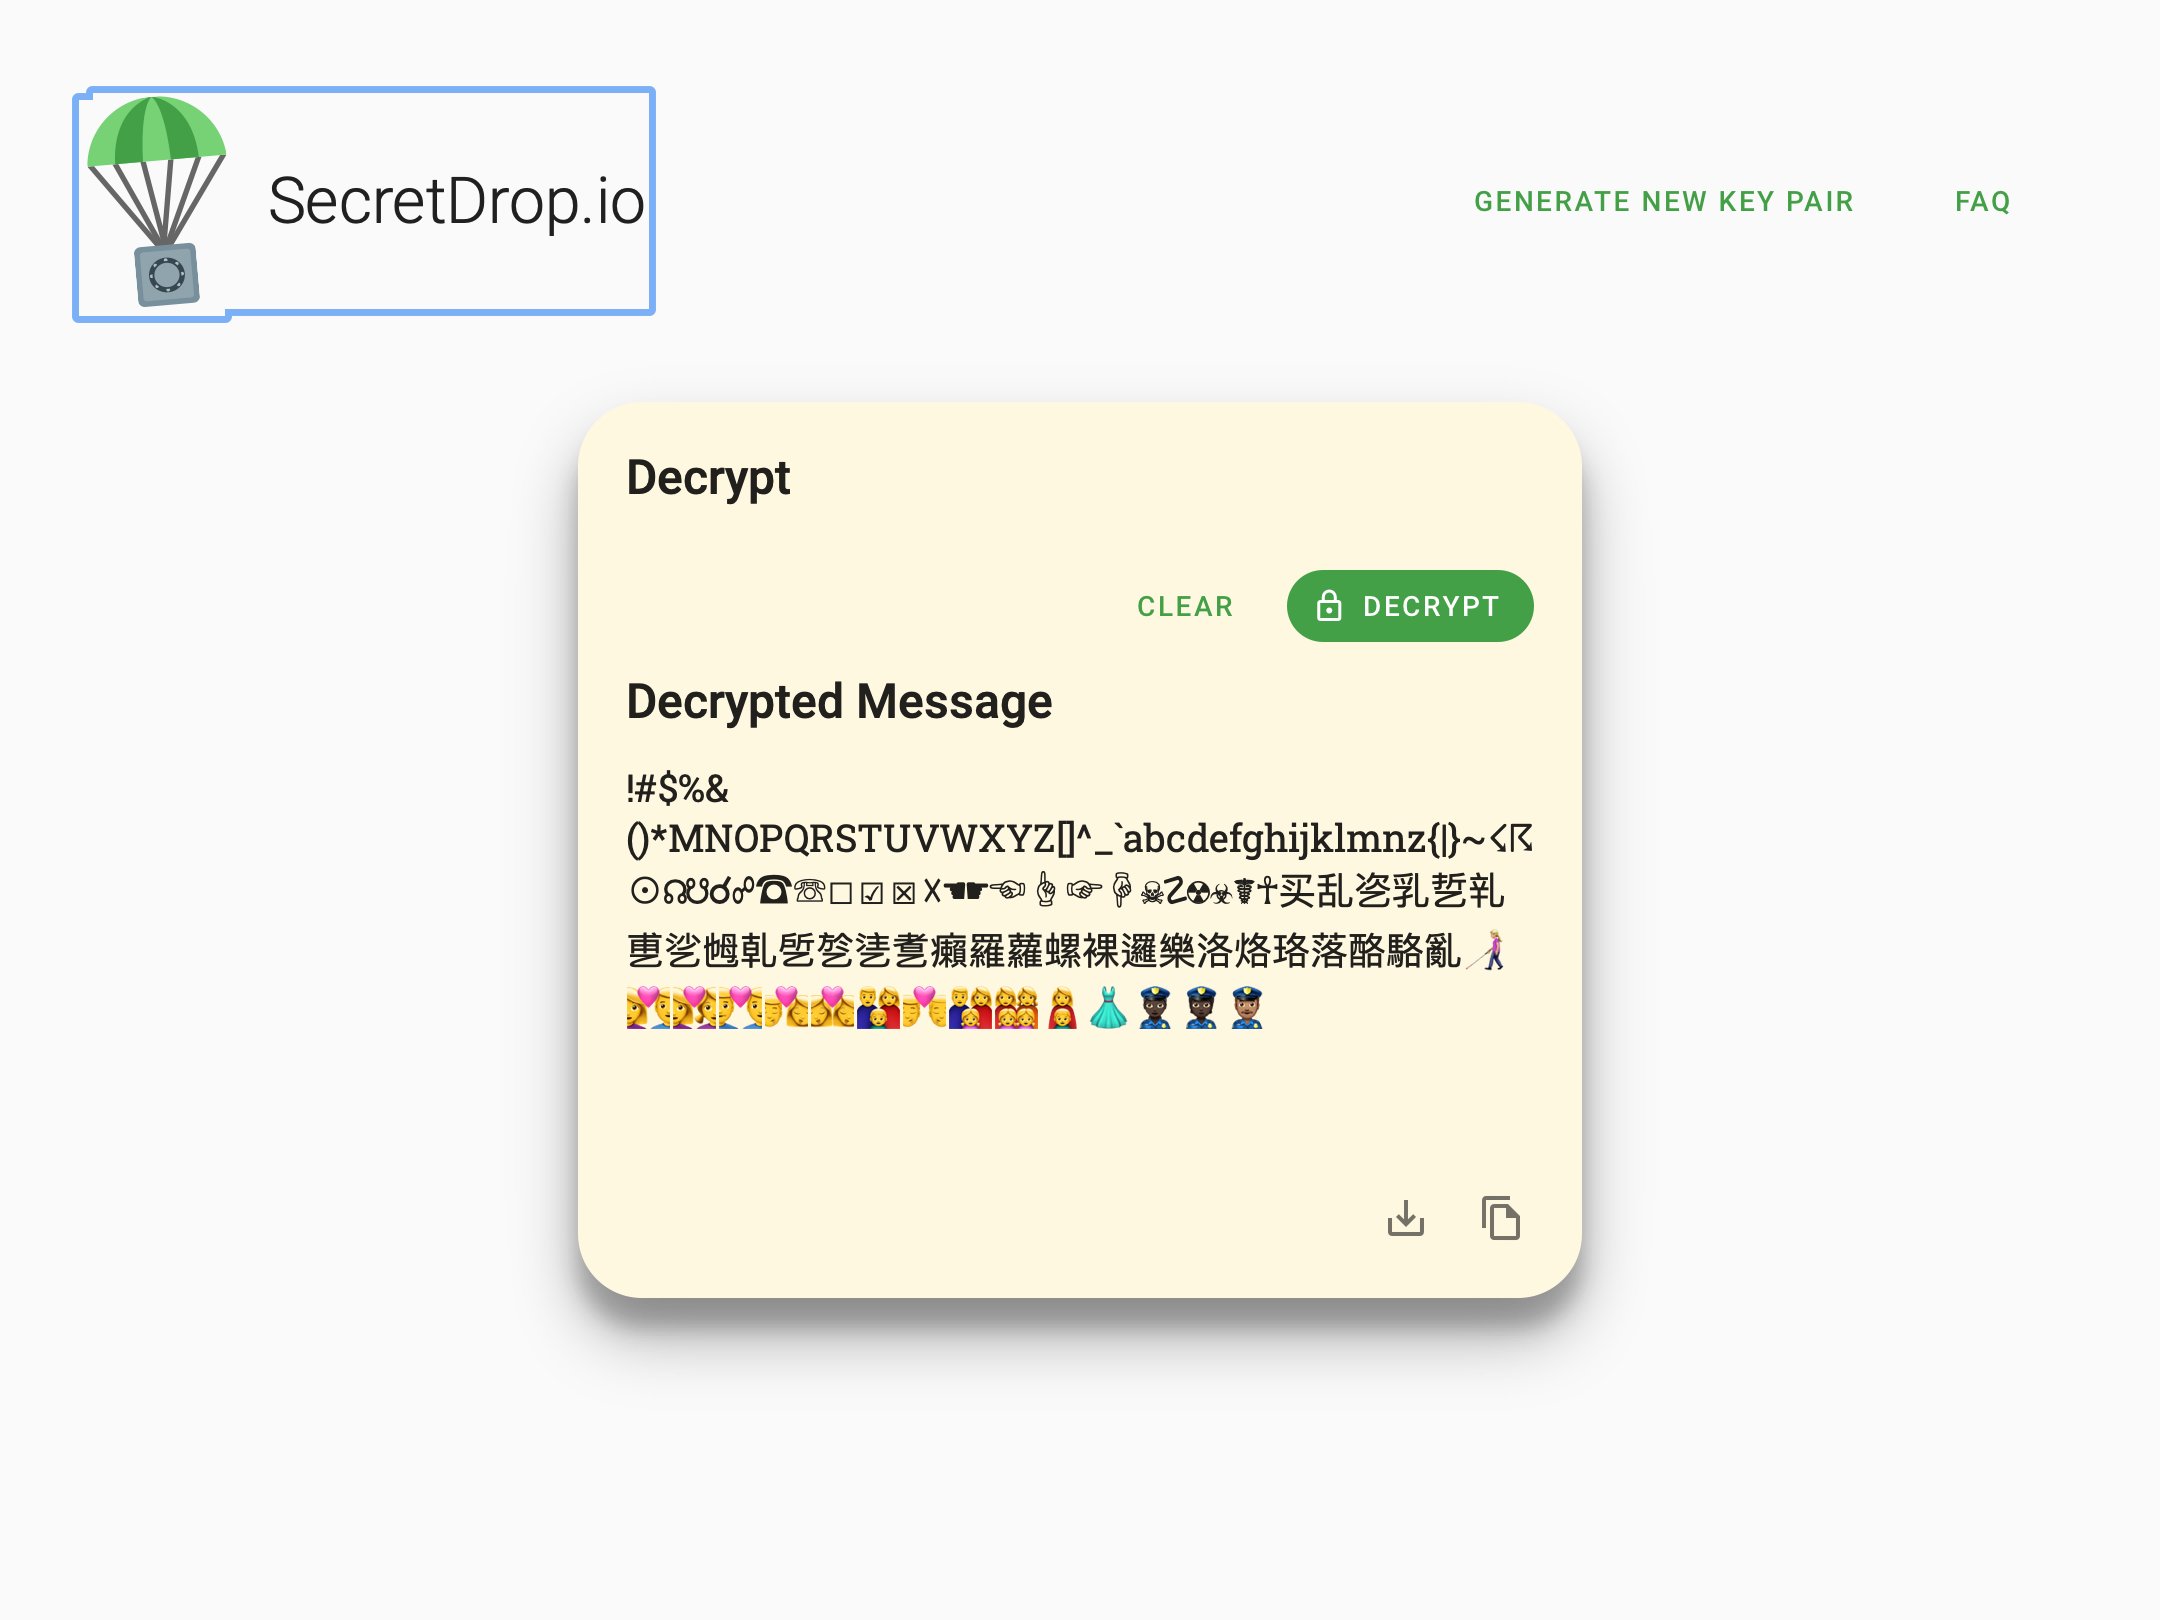 SecretDrop.io
GENERATE NEW KEY PAIR
FAQ
Decrypt
CLEAR
DECRYPT
Decrypted Message
!#$%&
()*MNOPQRSTUVWXYZ[]^_`abcdefghijklmnz{|}~☇☈
☉☊☋☌☍☎☏☐☑☒☓☚☛☜☝☞☟☠☡☢☣☤☥买乱乲乳乴乵
乶乷乸乹乺乻乼乽癩羅蘿螺裸邏樂洛烙珞落酪駱亂👩🏼‍🦯